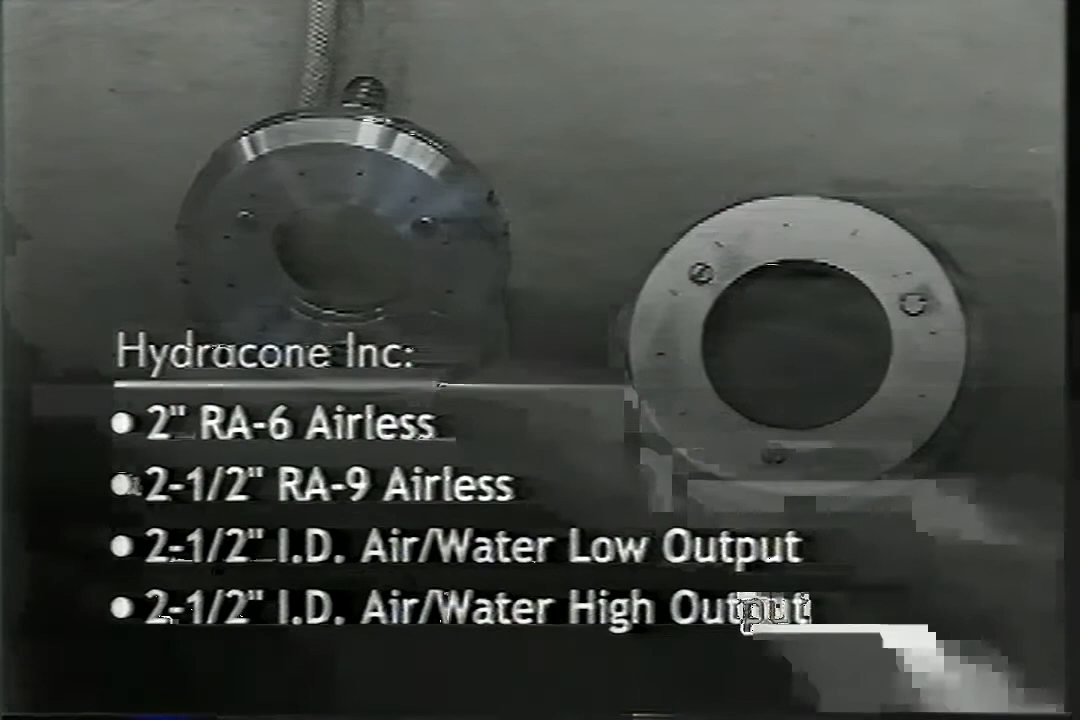 Hydracone Inc:
• 2" RA-6 Airless
• 2-1/2" RA-9 Airless
• 2-1/2" I.D. Air/Water Low Output
• 2-1/2" I.D. Air/Water High Output